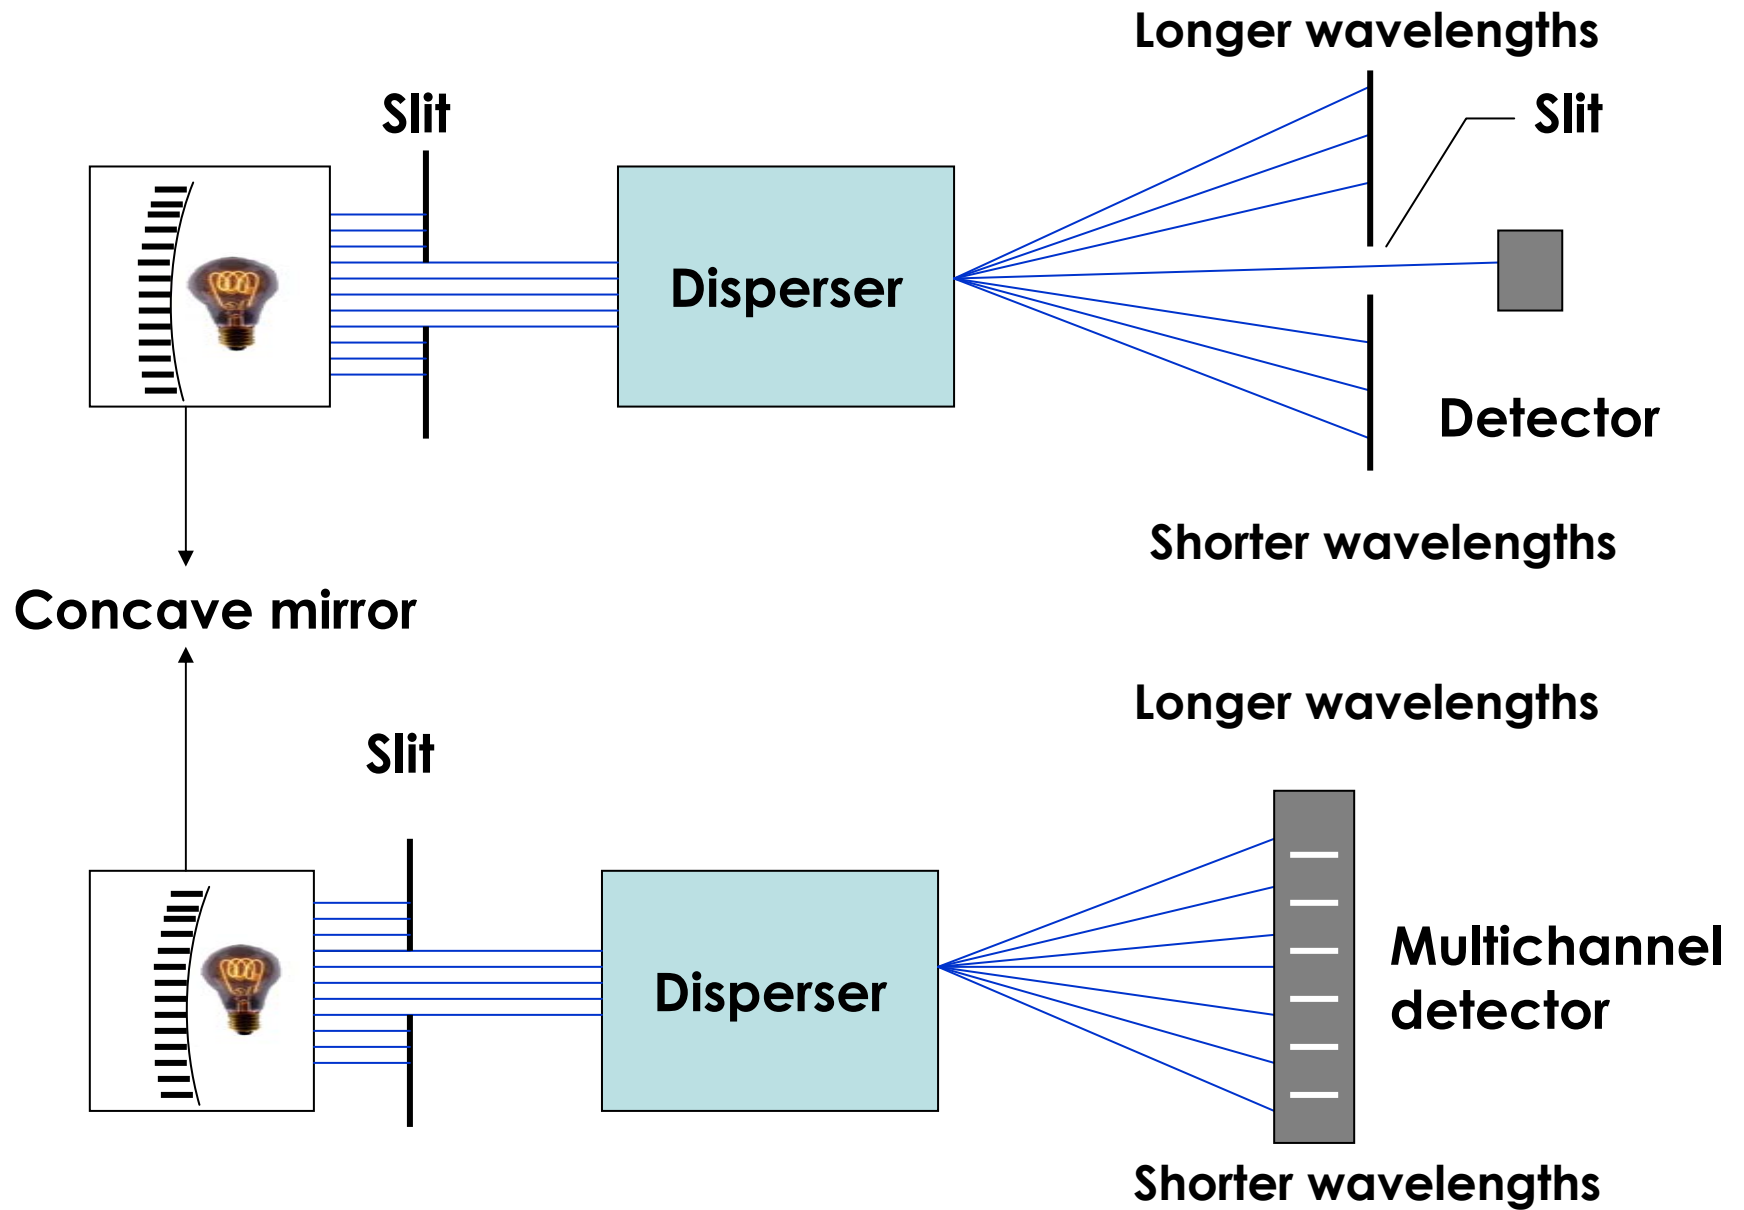 Longer wavelengths
Slit
Slit
Disperser
Detector
Shorter wavelengths
Concave mirror
Longer wavelengths
Slit
Disperser
Multichannel
detector
Shorter wavelengths